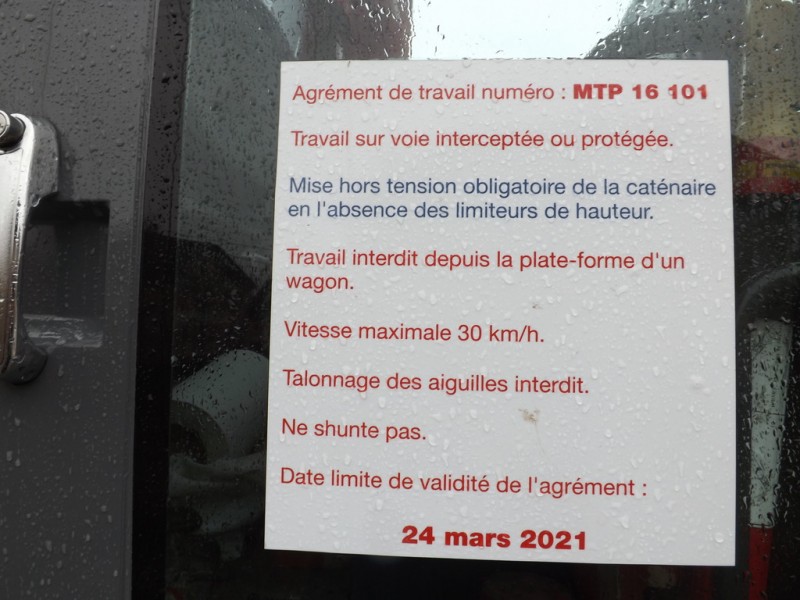 Agrément de travail numéro : MTP 16 101
Travail sur voie interceptée ou protégée.
Mise hors tension obligatoire de la caténaire
en l'absence des limiteurs de hauteur.
Travail interdit depuis la plate-forme d'un
wagon.
Vitesse maximale 30 km/h.
Talonnage des aiguilles interdit.
Ne shunte pas.
Date limite de validité de l'agrément :
24 mars 2021